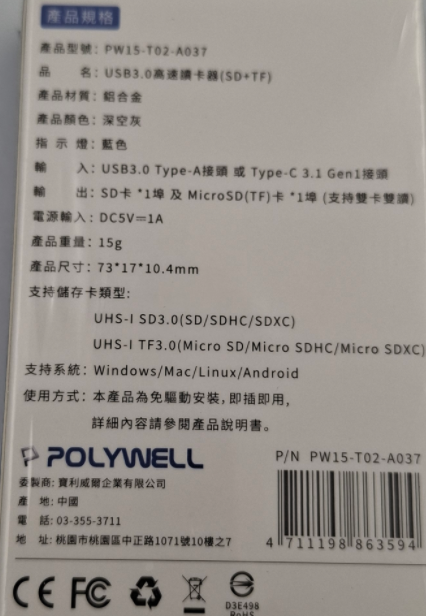 產品規格
產品型號: PW15-T02-A037
品 名: USB3.0高速讀卡器(SD+TF)
產品材質: 鋁合金
產品顏色: 深空灰
指 示 燈: 藍色
輸 入: USB3.0 Type-A接頭 或 Type-C 3.1 Gen1接頭
輸 出: SD卡 *1埠 及 MicroSD(TF)卡 *1埠 (支持雙卡雙讀)
電源輸入: DC5V=1A
產品重量: 15g
產品尺寸: 73*17*10.4mm
支持儲存卡類型:
UHS-I SD3.0(SD/SDHC/SDXC)
UHS-I TF3.0(Micro SD/Micro SDHC/Micro SDXC)
支持系統: Windows/Mac/Linux/Android
使用方式: 本產品為免驅動安裝, 即插即用,
詳細內容請參閱產品說明書。
POLYWELL
P/N PW15-T02-A037
委製商: 寶利威爾企業有限公司
產 地: 中國
電 話: 03-355-3711
地 址: 桃園市桃園區中正路1071號10樓之7
4 711198 863594
CE FC
D3E498
RoHS